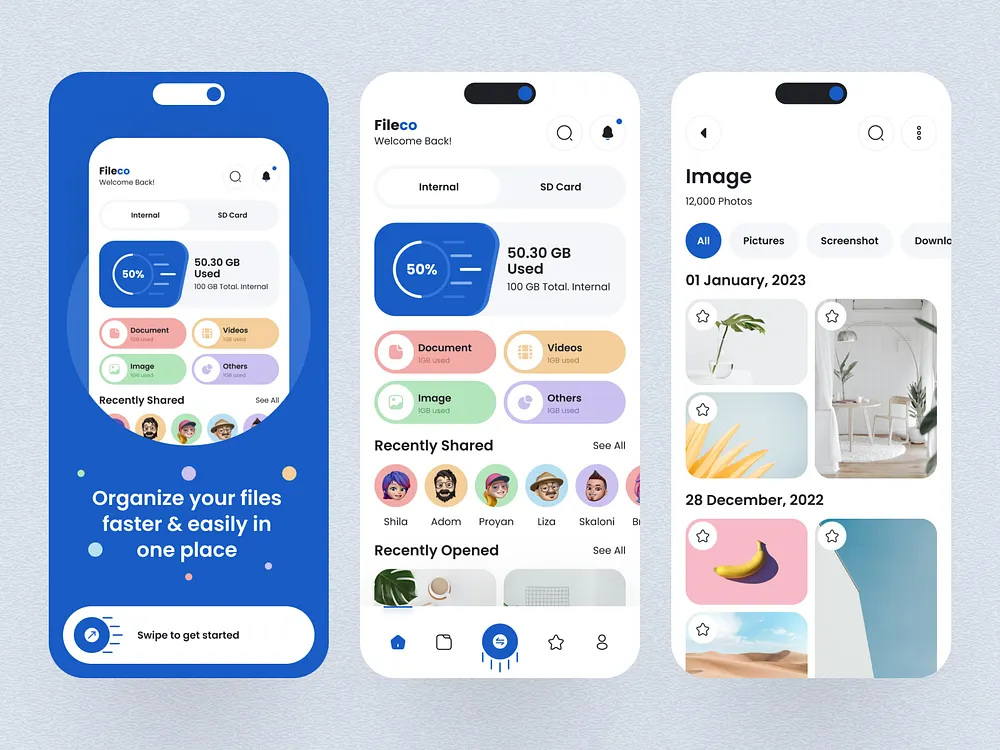 Fileco
Welcome Back!
Internal
SD Card
50%
50.30 GB
Used
100 GB Total. Internal
Document
1GB used
Videos
1GB used
Image
1GB used
Others
1GB used
Recently Shared
See All
Organize your files
faster & easily in
one place
Swipe to get started
Fileco
Welcome Back!
Internal
SD Card
50%
50.30 GB
Used
100 GB Total. Internal
Document
1GB used
Videos
1GB used
Image
1GB used
Others
1GB used
Recently Shared
See All
Shila
Adom
Proyan
Liza
Skaloni
Br
Recently Opened
See All
Image
12,000 Photos
All
Pictures
Screenshot
Downlo
01 January, 2023
28 December, 2022